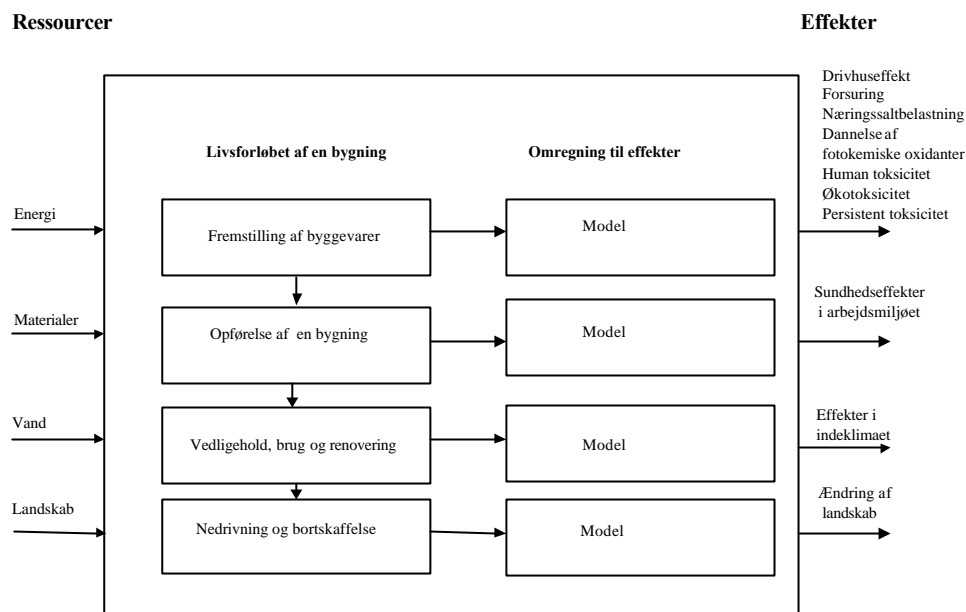 Ressourcer
Effekter
Drivhuseffekt
Forsuring
Næringssaltbelastning
Dannelse af
fotokemiske oxidanter
Human toksicitet
Økotoksicitet
Persistent toksicitet
Livsforløbet af en bygning
Omregning til effekter
Energi
Fremstilling af byggevarer
Model
Sundhedseffekter
i arbejdsmiljøet
Materialer
Opførelse af en bygning
Model
Vand
Effekter i
indeklimaet
Vedligehold, brug og renovering
Model
Ændring af
landskab
Landskab
Nedrivning og bortskaffelse
Model